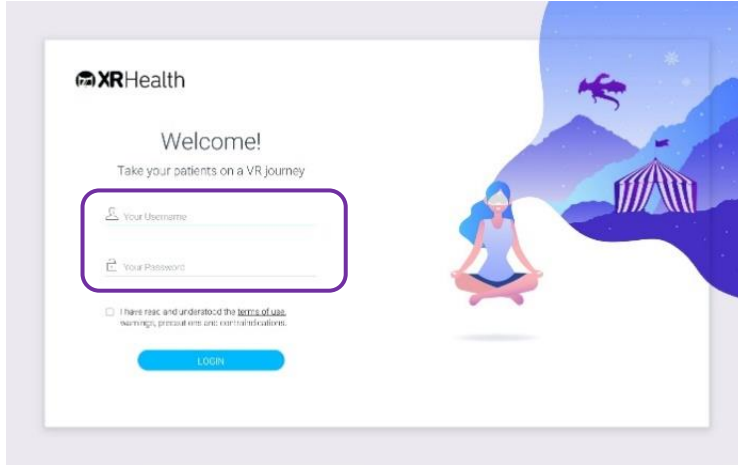 XRHealth
Welcome!
Take your patients on a VR journey
Your Username
Your Password
I have read and understood the terms of use,
warnings, precautions and contraindications.
LOGIN